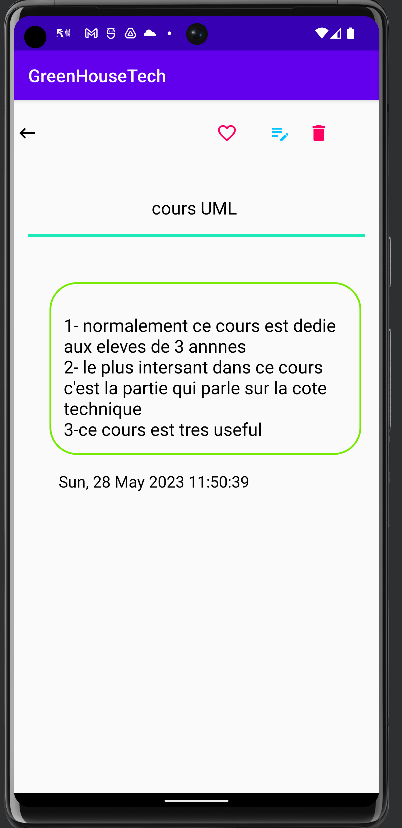 GreenHouseTech
cours UML
1- normalement ce cours est dedie
aux eleves de 3 annnes
2- le plus intersant dans ce cours
c'est la partie qui parle sur la cote
technique
3-ce cours est tres useful
Sun, 28 May 2023 11:50:39